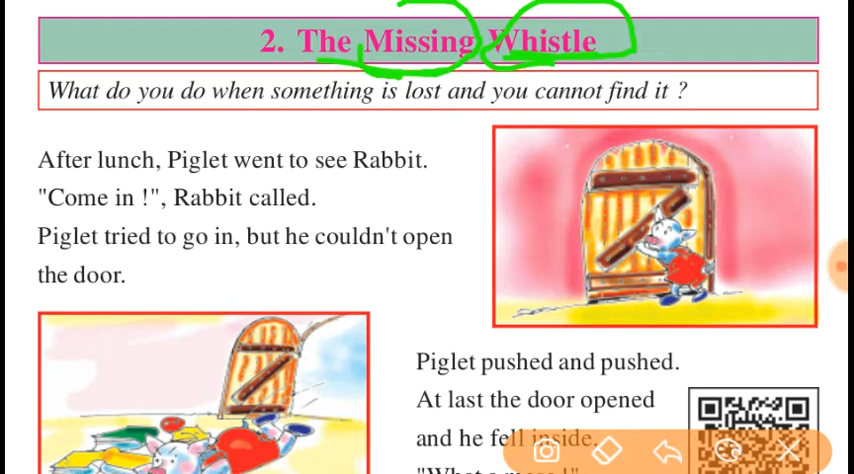 2. The Missing Whistle
What do you do when something is lost and you cannot find it ?
After lunch, Piglet went to see Rabbit.
"Come in !", Rabbit called.
Piglet tried to go in, but he couldn't open
the door.
Piglet pushed and pushed.
At last the door opened
and he fell inside.
"What a mess !"